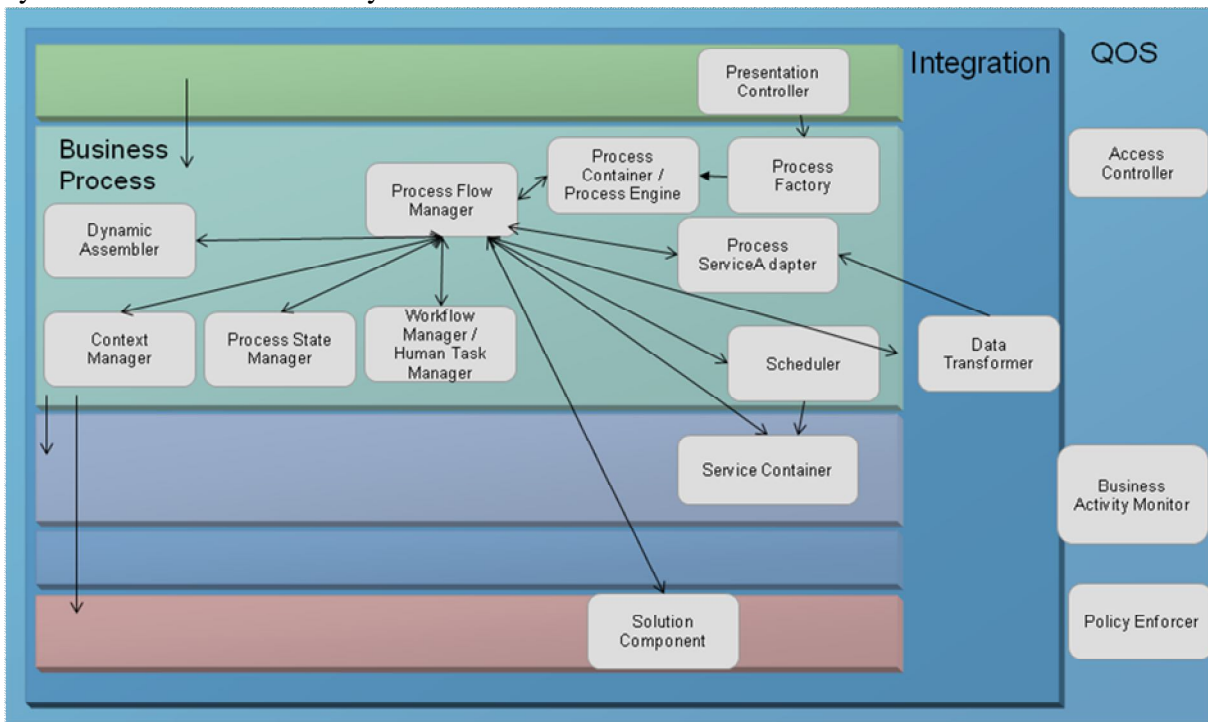 Integration
QOS
Presentation
Controller
Business
Process
Process
Container /
Process Engine
Process
Factory
Access
Controller
Process Flow
Manager
Dynamic
Assembler
Process
ServiceA dapter
Context
Manager
Process State
Manager
Workflow
Manager /
Human Task
Manager
Scheduler
Data
Transformer
Service Container
Business
Activity Monitor
Solution
Component
Policy Enforcer